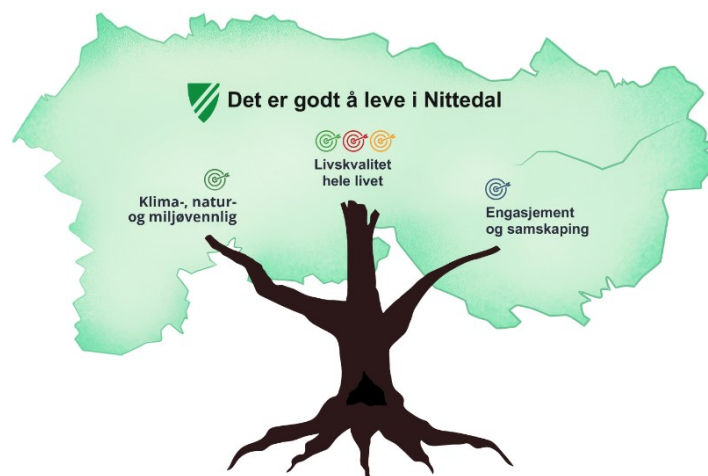 Det er godt å leve i Nittedal
Livskvalitet
hele livet
Klima-, natur-
og miljøvennlig
Engasjement
og samskaping